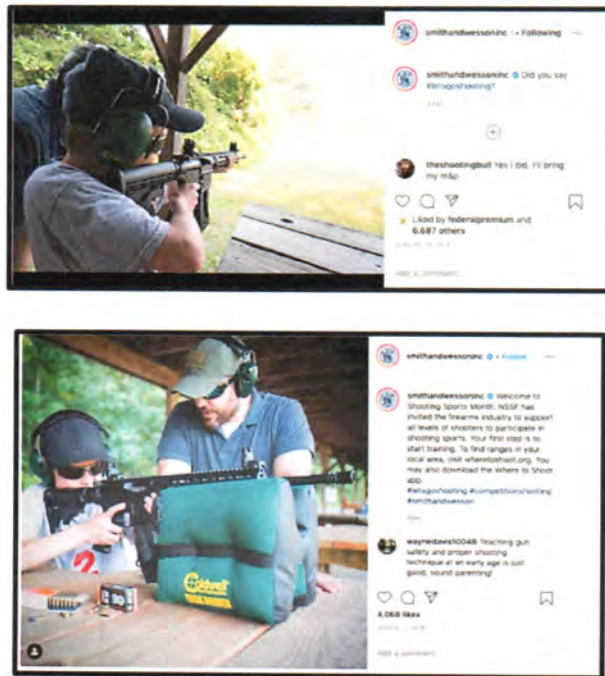 smithandwessoninc • Following
smithandwessoninc Did you say
#letsgoshooting?
theshootingbull Yes I did, I'll bring
my m&p
Liked by federalpremium and
6,687 others
Add a comment...
smithandwessoninc • Follow
smithandwessoninc Welcome to
Shooting Sports Month. NSSF has
invited the firearms industry to support
all levels of shooters to participate in
shooting sports. Your first step is to
start training. To find ranges in your
local area, visit wheretoshoot.org. You
may also download the Where to Shoot
app.
#letsgoshooting #competitionshooting
#smithandwesson
waynedavis10048 Teaching gun
safety and proper shooting
technique at an early age is just
good, sound parenting!
4,068 likes
Add a comment...
Caldwell